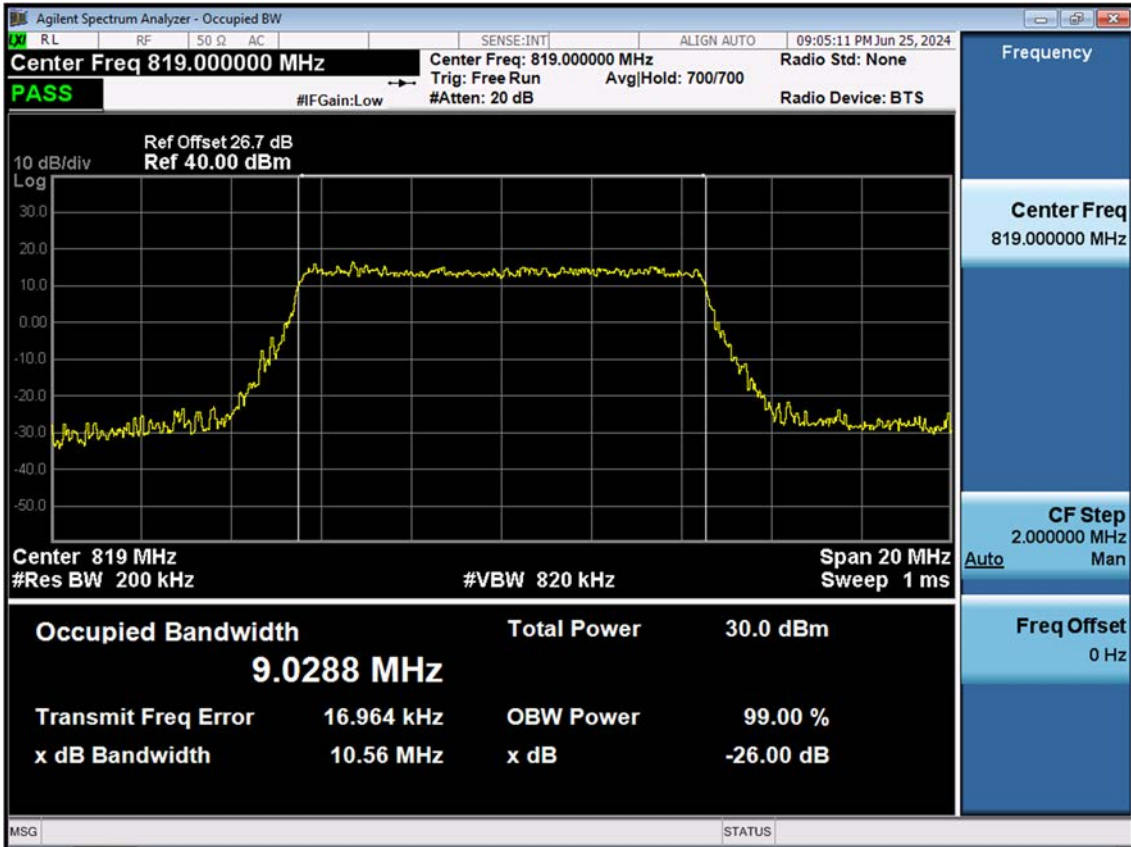 Agilent Spectrum Analyzer - Occupied BW
LXI RL RF 50 Ω AC SENSE:INT ALIGN AUTO 09:05:11 PM Jun 25, 2024
Center Freq 819.000000 MHz Center Freq: 819.000000 MHz Radio Std: None
Trig: Free Run Avg|Hold: 700/700
PASS #IFGain:Low #Atten: 20 dB Radio Device: BTS
Ref Offset 26.7 dB
10 dB/div Ref 40.00 dBm
Log
30.0
20.0
10.0
0.00
-10.0
-20.0
-30.0
-40.0
-50.0
Center 819 MHz Span 20 MHz
#Res BW 200 kHz #VBW 820 kHz Sweep 1 ms
Occupied Bandwidth Total Power 30.0 dBm
9.0288 MHz
Transmit Freq Error 16.964 kHz OBW Power 99.00 %
x dB Bandwidth 10.56 MHz x dB -26.00 dB
Frequency
Center Freq
819.000000 MHz
CF Step
2.000000 MHz
Auto Man
Freq Offset
0 Hz
MSG STATUS